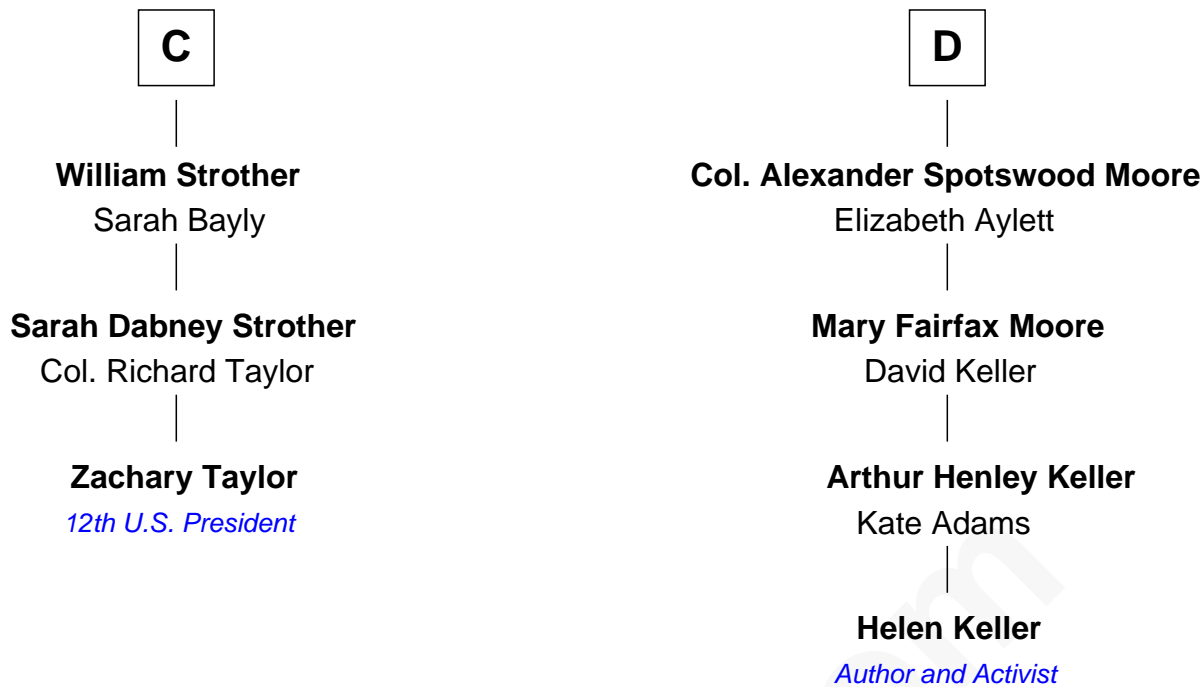 C
William Strother
Sarah Bayly
Sarah Dabney Strother
Col. Richard Taylor
Zachary Taylor
12th U.S. President
D
Col. Alexander Spotswood Moore
Elizabeth Aylett
Mary Fairfax Moore
David Keller
Arthur Henley Keller
Kate Adams
Helen Keller
Author and Activist